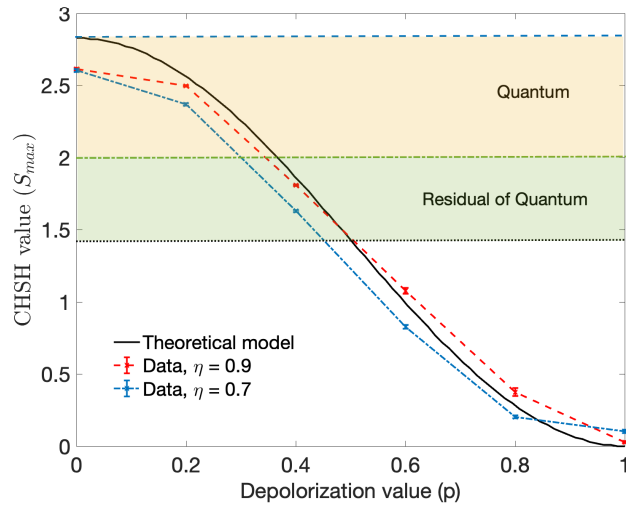 3
2.5
2
1.5
1
0.5
0
CHSH value (S_max)
Quantum
Residual of Quantum
Theoretical model
Data, η = 0.9
Data, η = 0.7
0 0.2 0.4 0.6 0.8 1
Depolorization value (p)